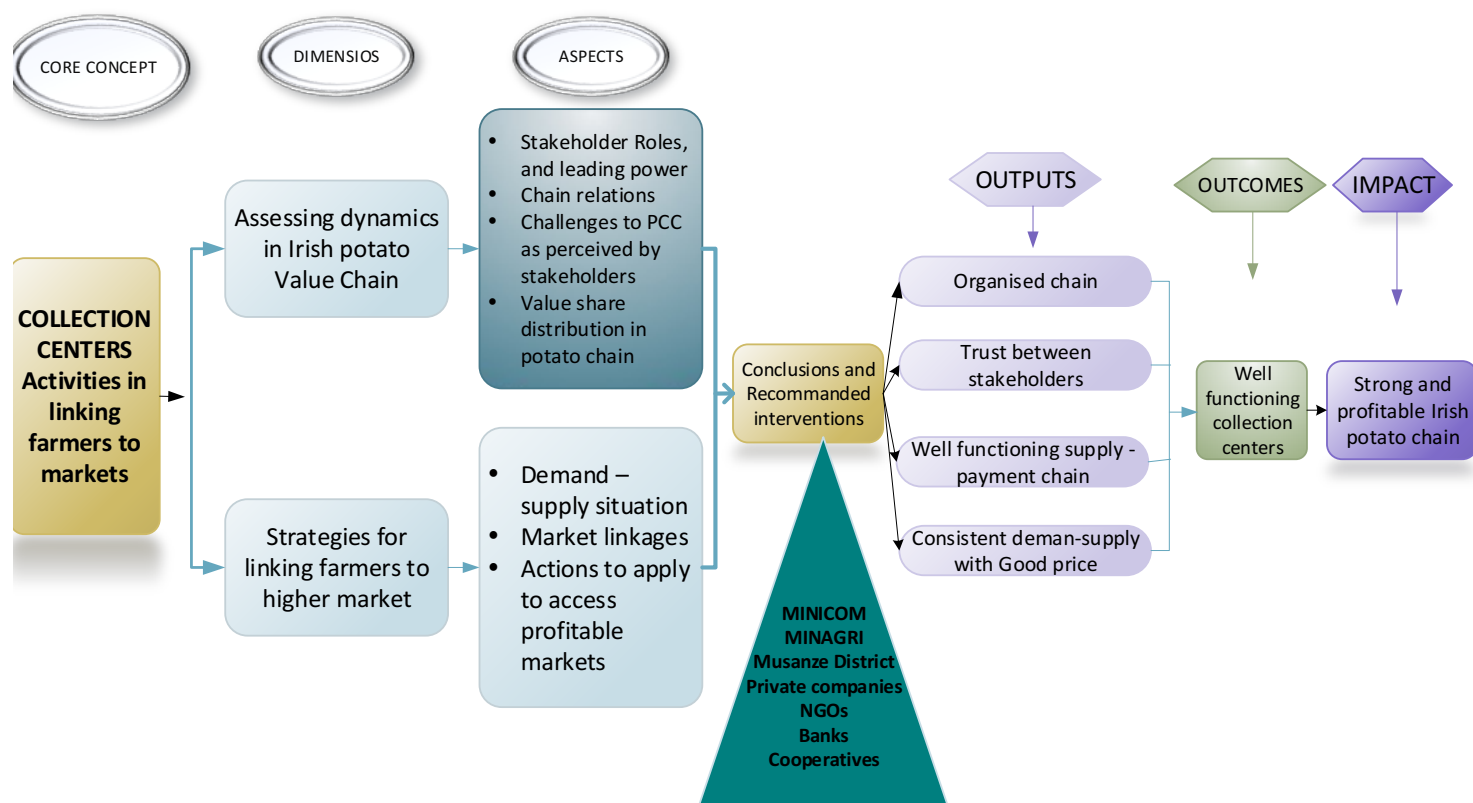 CORE CONCEPT
DIMENSIOS
ASPECTS
COLLECTION
CENTERS
Activities in
linking
farmers to
markets
Assessing dynamics
in Irish potato
Value Chain
Strategies for
linking farmers to
higher market
• Stakeholder Roles,
and leading power
• Chain relations
• Challenges to PCC
as perceived by
stakeholders
• Value share
distribution in
potato chain
• Demand –
supply situation
• Market linkages
• Actions to apply
to access
profitable
markets
Conclusions and
Recommanded
interventions
MINICOM
MINAGRI
Musanze District
Private companies
NGOs
Banks
Cooperatives
OUTPUTS
Organised chain
Trust between
stakeholders
Well functioning supply -
payment chain
Consistent deman-supply
with Good price
OUTCOMES
Well
functioning
collection
centers
IMPACT
Strong and
profitable Irish
potato chain